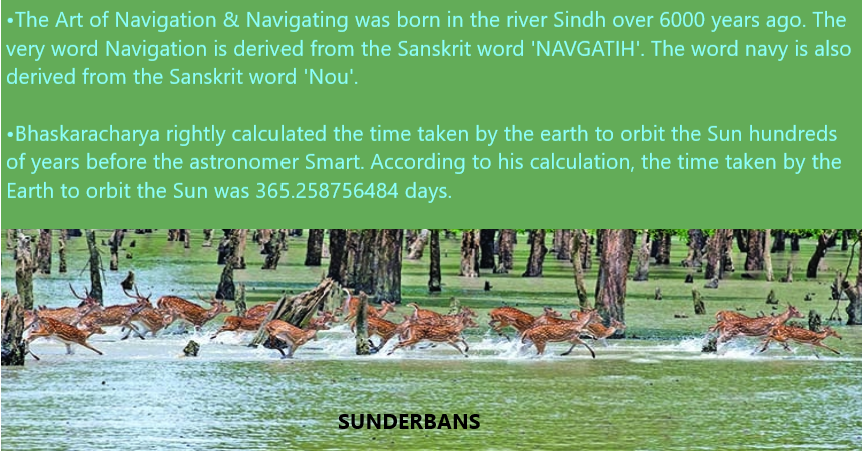 •The Art of Navigation & Navigating was born in the river Sindh over 6000 years ago. The
very word Navigation is derived from the Sanskrit word 'NAVGATIH'. The word navy is also
derived from the Sanskrit word 'Nou'.
•Bhaskaracharya rightly calculated the time taken by the earth to orbit the Sun hundreds
of years before the astronomer Smart. According to his calculation, the time taken by the
Earth to orbit the Sun was 365.258756484 days.
SUNDERBANS